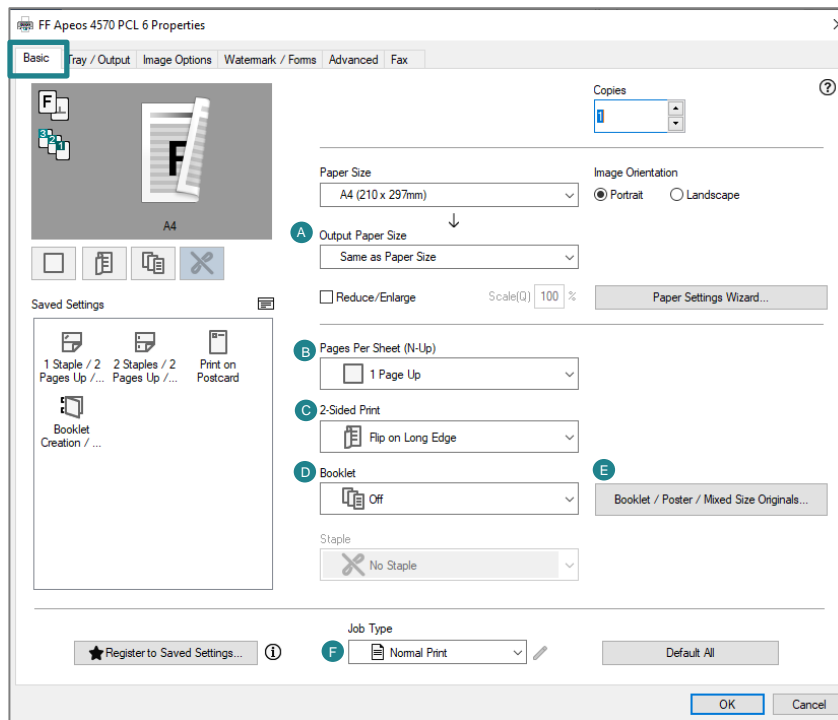 FF Apeos 4570 PCL 6 Properties
Basic Tray / Output Image Options Watermark / Forms Advanced Fax
F
3 2 1
F
A4
Copies
1
Paper Size
A4 (210 x 297mm)
Image Orientation
Portrait Landscape
A Output Paper Size
Same as Paper Size
Reduce/Enlarge Scale(Q) 100 %
Paper Settings Wizard...
Saved Settings
1 Staple / 2 Pages Up /...
2 Staples / 2 Pages Up /...
Print on Postcard
Booklet Creation / ...
B Pages Per Sheet (N-Up)
1 Page Up
C 2-Sided Print
Flip on Long Edge
D Booklet
Off
E
Booklet / Poster / Mixed Size Originals...
Staple
No Staple
Register to Saved Settings...
Job Type
F Normal Print
Default All
OK Cancel